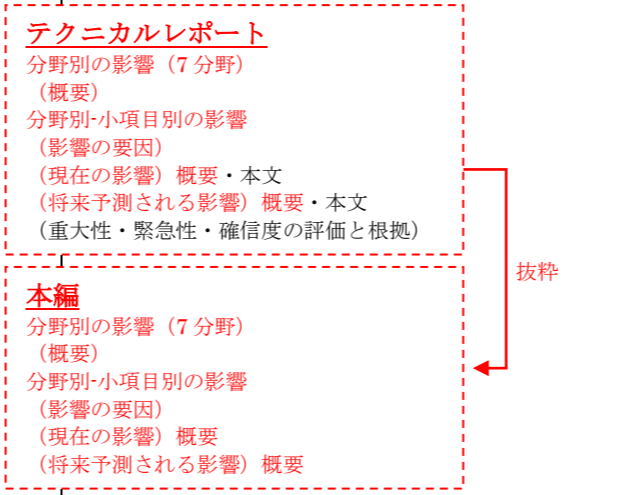 テクニカルレポート
分野別の影響（7 分野）
（概要）
分野別-小項目別の影響
（影響の要因）
（現在の影響）概要・本文
（将来予測される影響）概要・本文
（重大性・緊急性・確信度の評価と根拠）
抜粋
本編
分野別の影響（7 分野）
（概要）
分野別-小項目別の影響
（影響の要因）
（現在の影響）概要
（将来予測される影響）概要